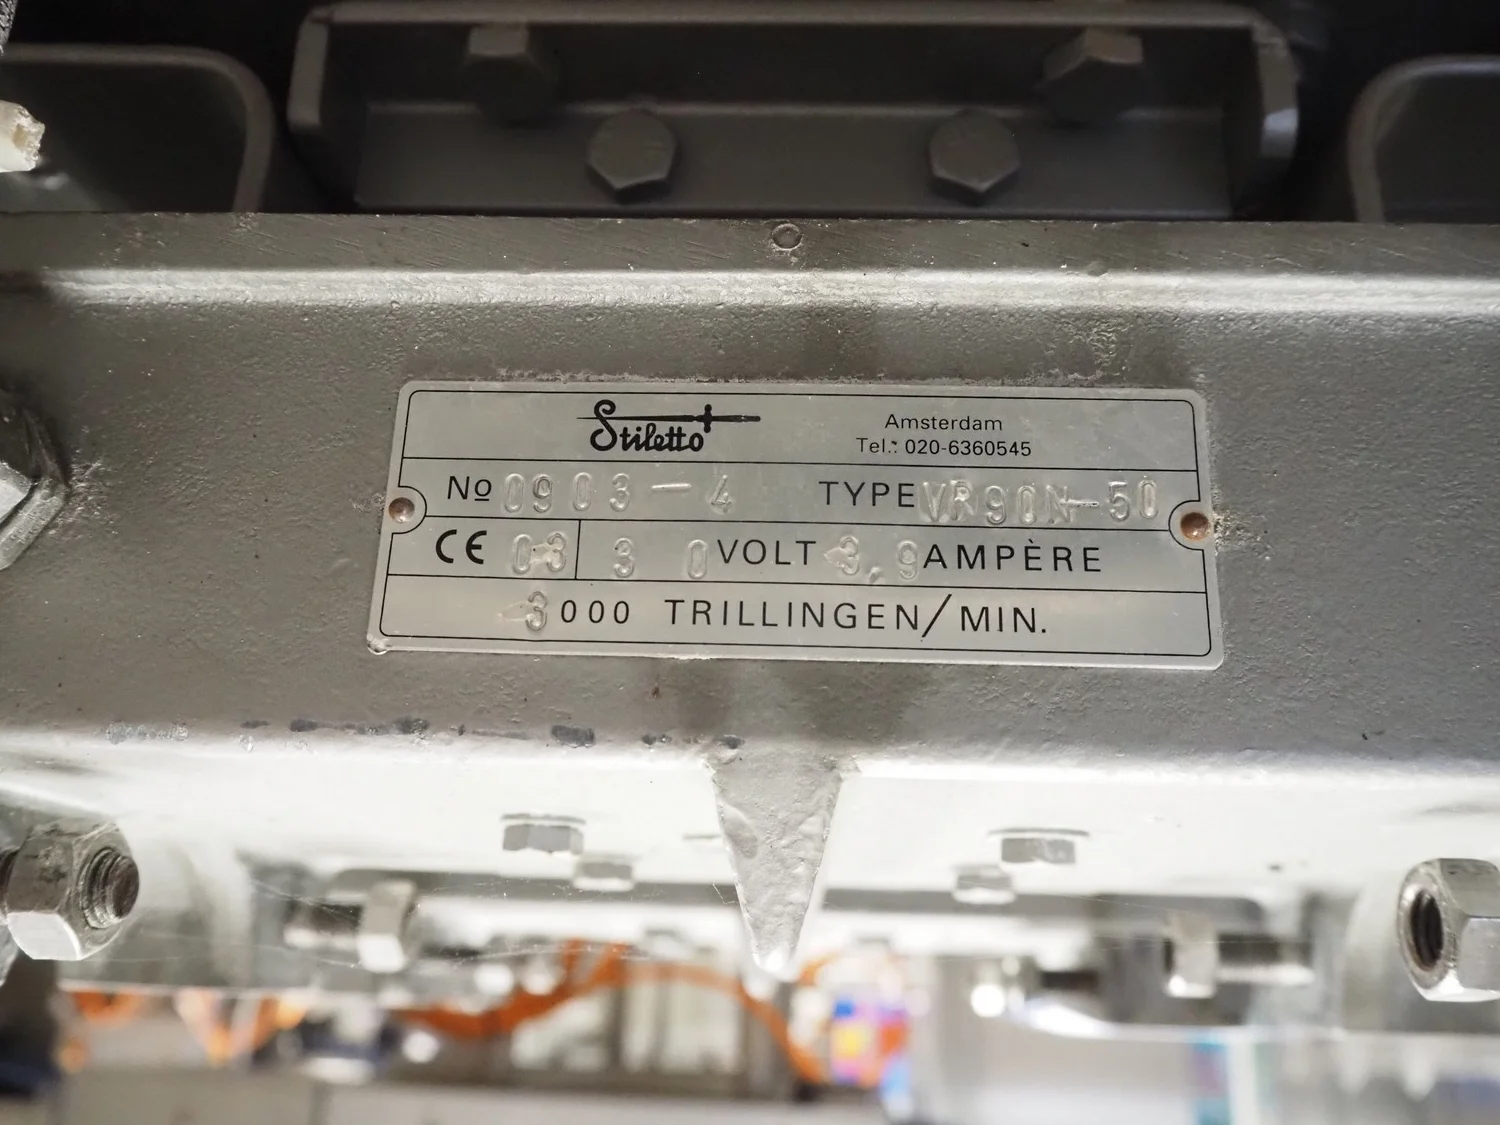 Stiletto
Amsterdam
Tel.: 020-6360545
No 0903-4 TYPE VR90N-50
CE 03 3 0 VOLT 3,9 AMPÈRE
3000 TRILLINGEN/MIN.